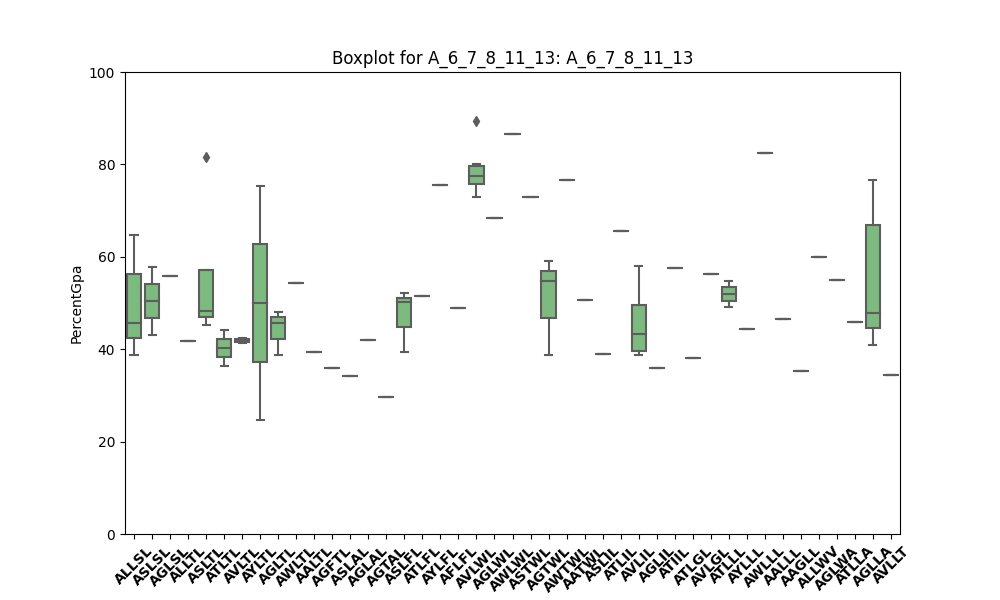 Boxplot for A_6_7_8_11_13: A_6_7_8_11_13
PercentGpa
100
80
60
40
20
0
ALLSL
ASLSL
AGLSL
ALLTL
ASLTL
ATLTL
AVLTL
AYLTL
AGLTL
AWLTL
AALTL
AGFTL
ASLAL
AGLAL
AGTAL
ASLFL
ATLFL
AYLFL
AFLFL
AVLWL
AGLWL
AWLWL
ASTWL
AGTWL
AWTWL
AATWL
ASLIL
ATLIL
AVLIL
AGLIL
ATIIL
ATLGL
AVLGL
ATLLL
AYLLL
AWLLL
AALLL
AAGLL
ALLWV
AGLWA
ATLLA
AGLLA
AVLLT